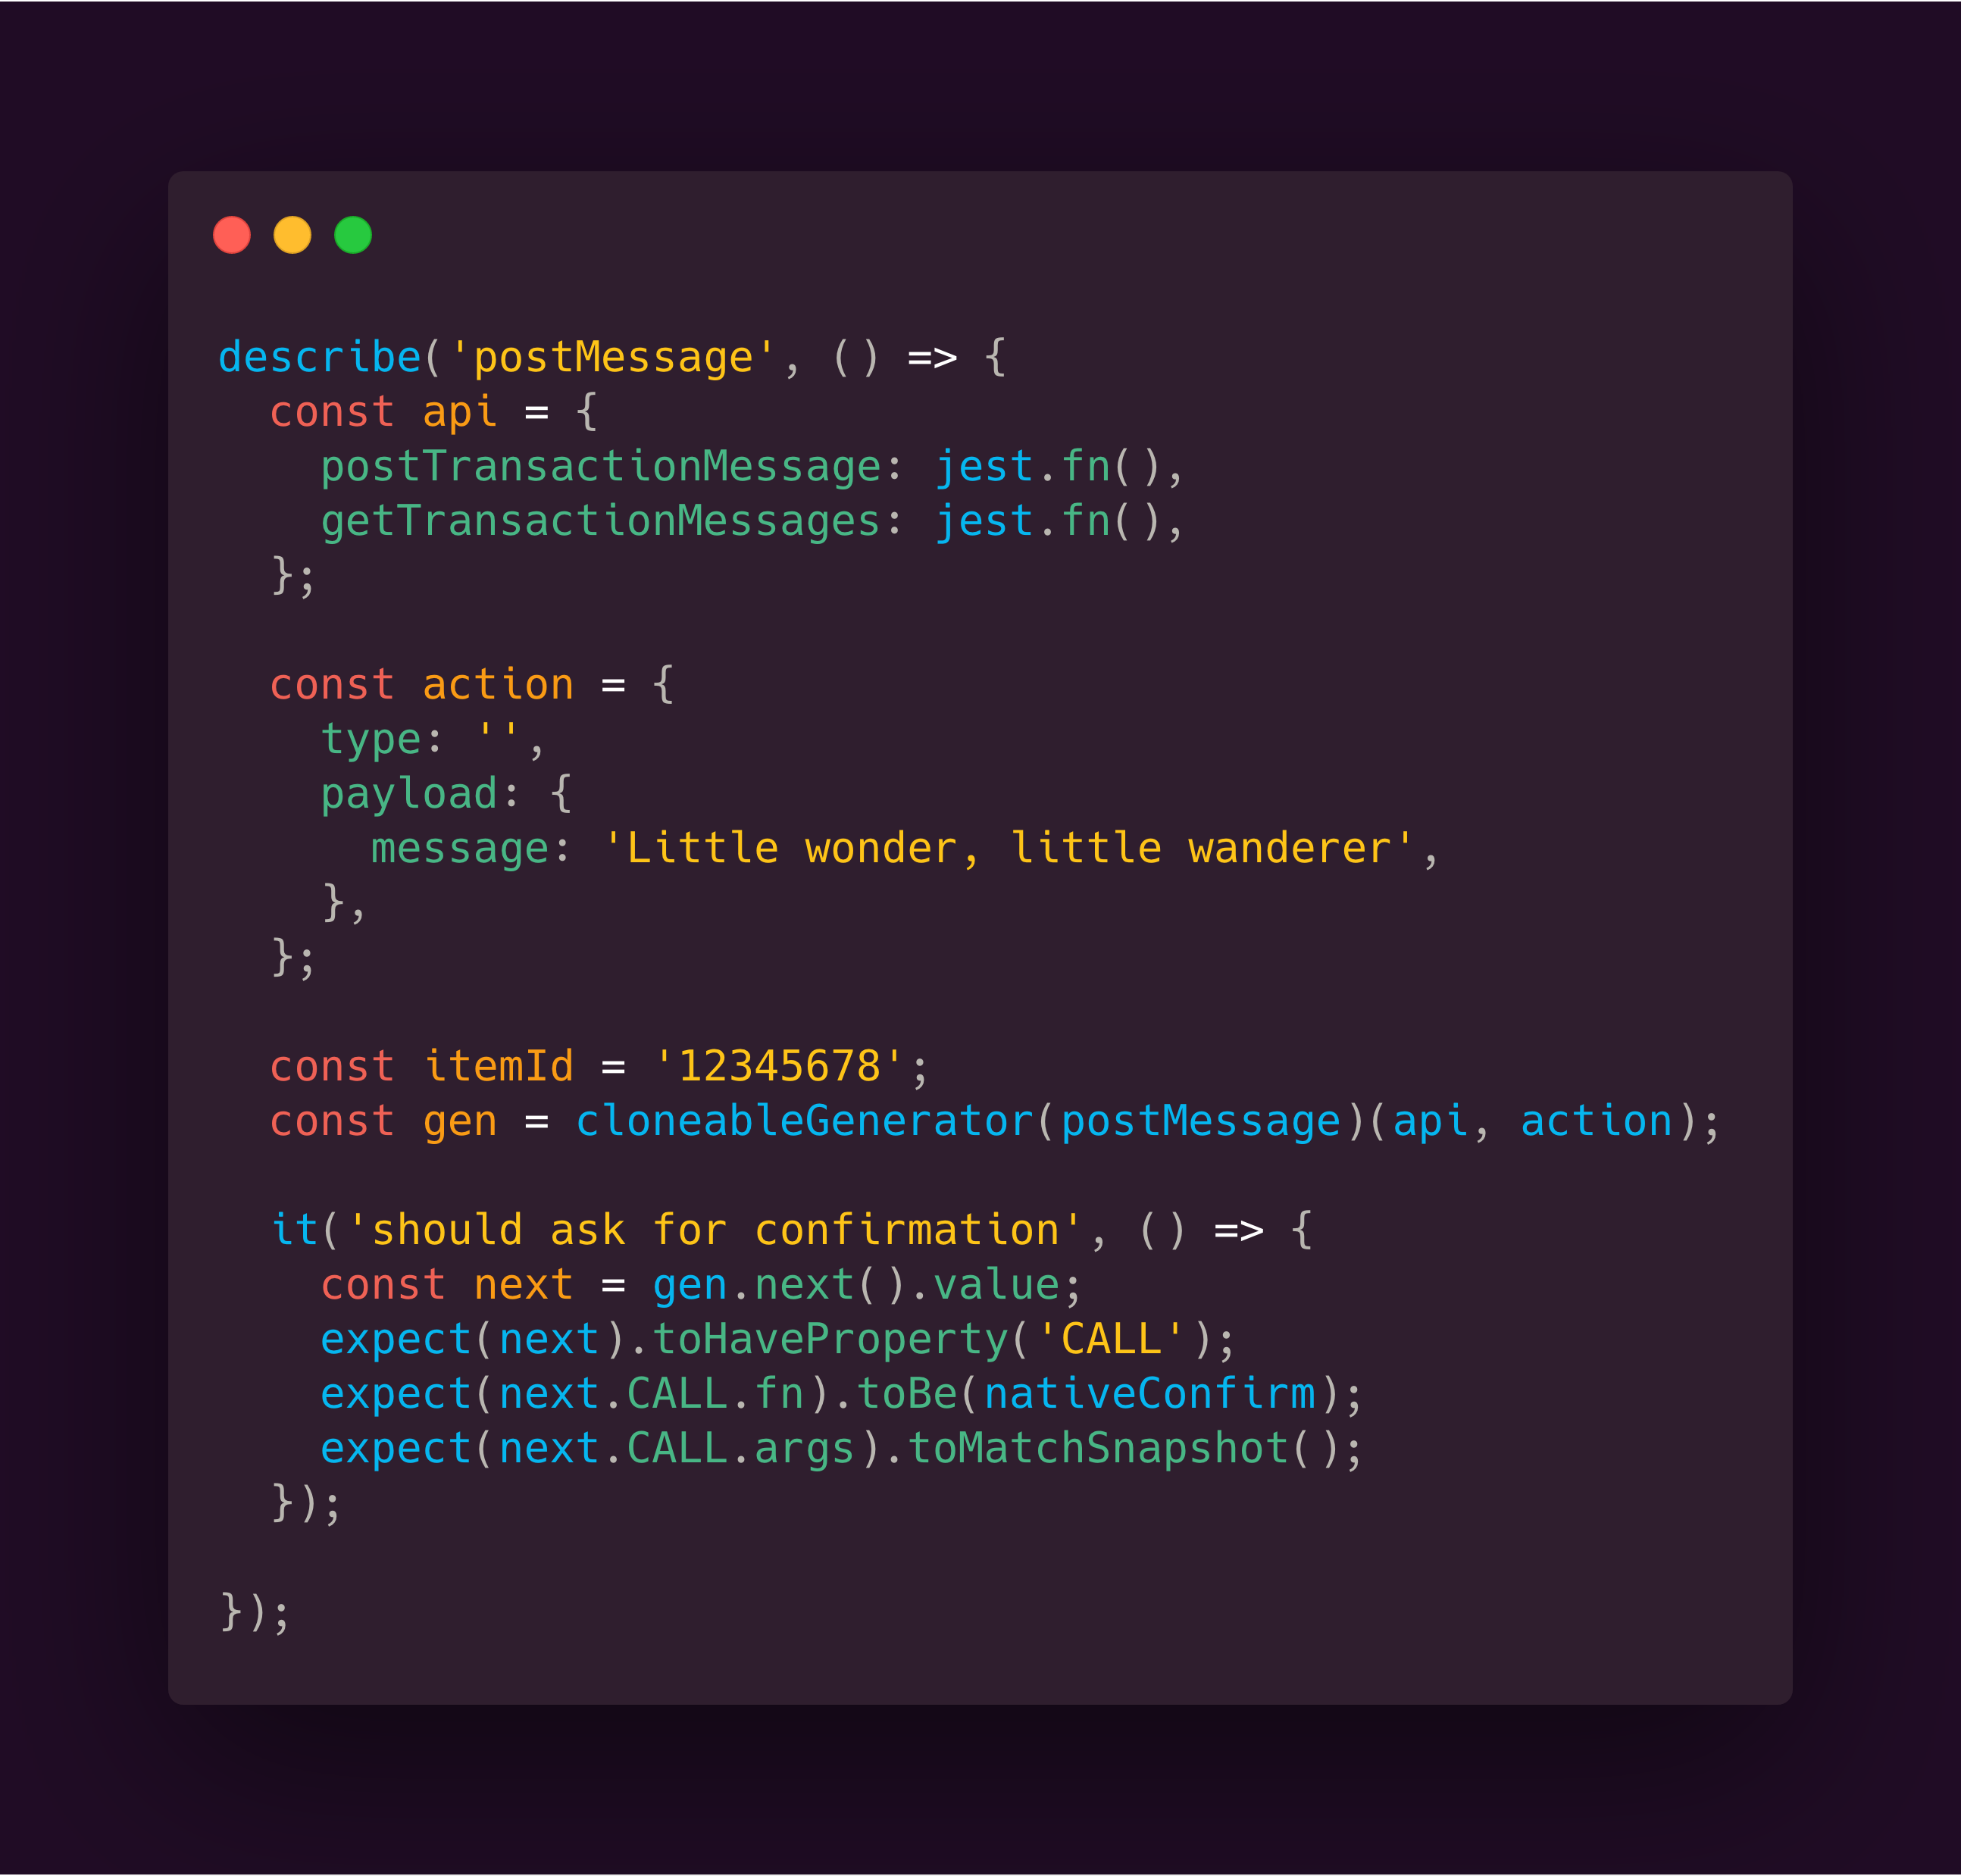 describe('postMessage', () => {
  const api = {
    postTransactionMessage: jest.fn(),
    getTransactionMessages: jest.fn(),
  };

  const action = {
    type: '',
    payload: {
      message: 'Little wonder, little wanderer',
    },
  };

  const itemId = '12345678';
  const gen = cloneableGenerator(postMessage)(api, action);

  it('should ask for confirmation', () => {
    const next = gen.next().value;
    expect(next).toHaveProperty('CALL');
    expect(next.CALL.fn).toBe(nativeConfirm);
    expect(next.CALL.args).toMatchSnapshot();
  });

});